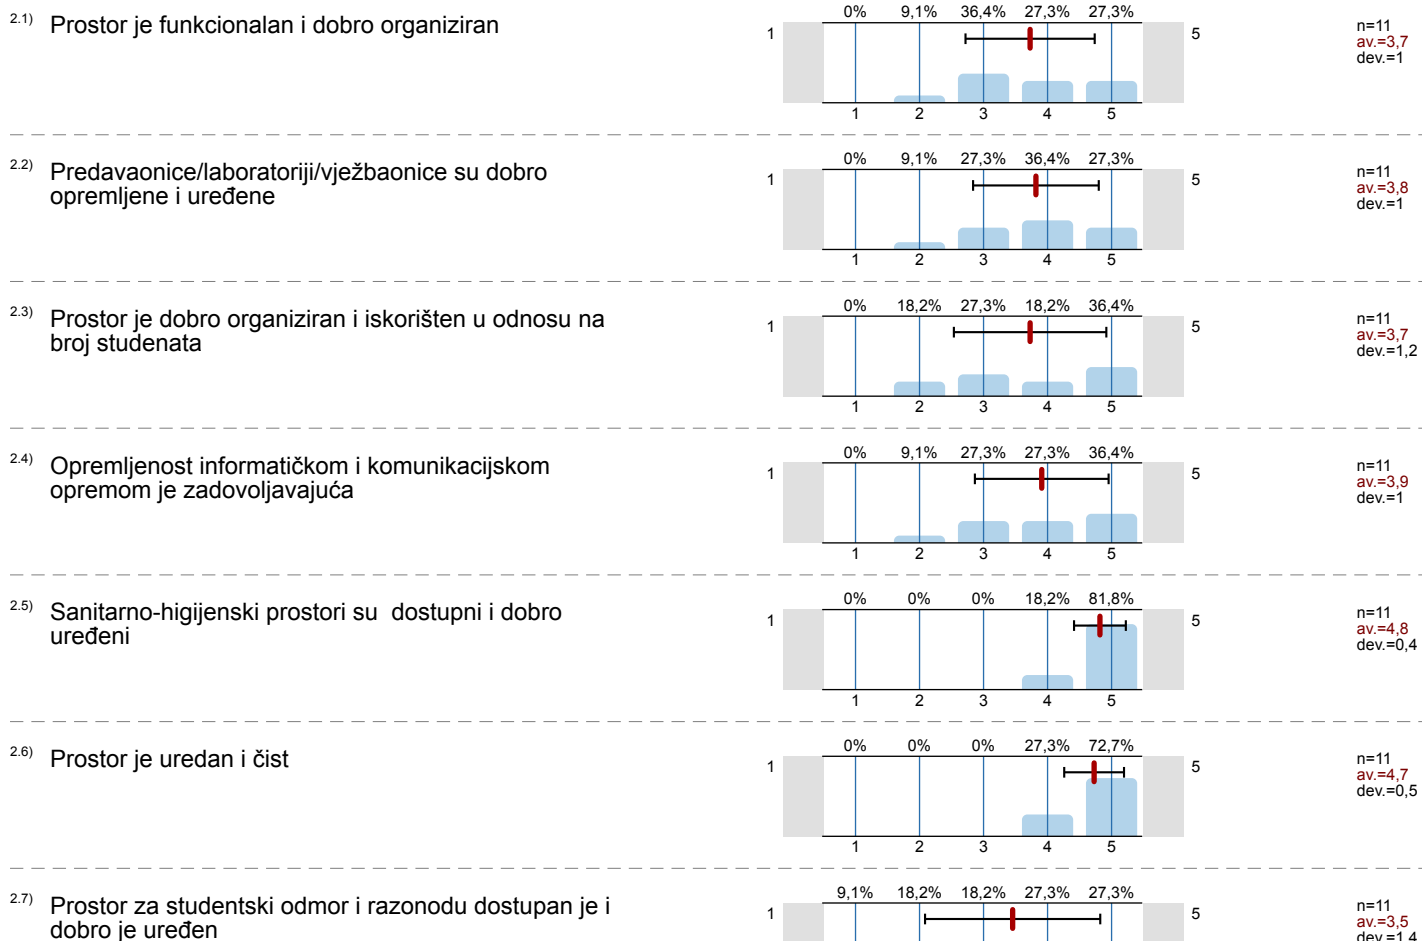 2.1) Prostor je funkcionalan i dobro organiziran
0% 9,1% 36,4% 27,3% 27,3%
1 5
1 2 3 4 5
n=11
av.=3,7
dev.=1
2.2) Predavaonice/laboratoriji/vježbaonice su dobro
opremljene i uređene
0% 9,1% 27,3% 36,4% 27,3%
1 5
1 2 3 4 5
n=11
av.=3,8
dev.=1
2.3) Prostor je dobro organiziran i iskorišten u odnosu na
broj studenata
0% 18,2% 27,3% 18,2% 36,4%
1 5
1 2 3 4 5
n=11
av.=3,7
dev.=1,2
2.4) Opremljenost informatičkom i komunikacijskom
opremom je zadovoljavajuća
0% 9,1% 27,3% 27,3% 36,4%
1 5
1 2 3 4 5
n=11
av.=3,9
dev.=1
2.5) Sanitarno-higijenski prostori su  dostupni i dobro
uređeni
0% 0% 0% 18,2% 81,8%
1 5
1 2 3 4 5
n=11
av.=4,8
dev.=0,4
2.6) Prostor je uredan i čist
0% 0% 0% 27,3% 72,7%
1 5
1 2 3 4 5
n=11
av.=4,7
dev.=0,5
2.7) Prostor za studentski odmor i razonodu dostupan je i
dobro je uređen
9,1% 18,2% 18,2% 27,3% 27,3%
1 5
n=11
av.=3,5
dev.=1,4